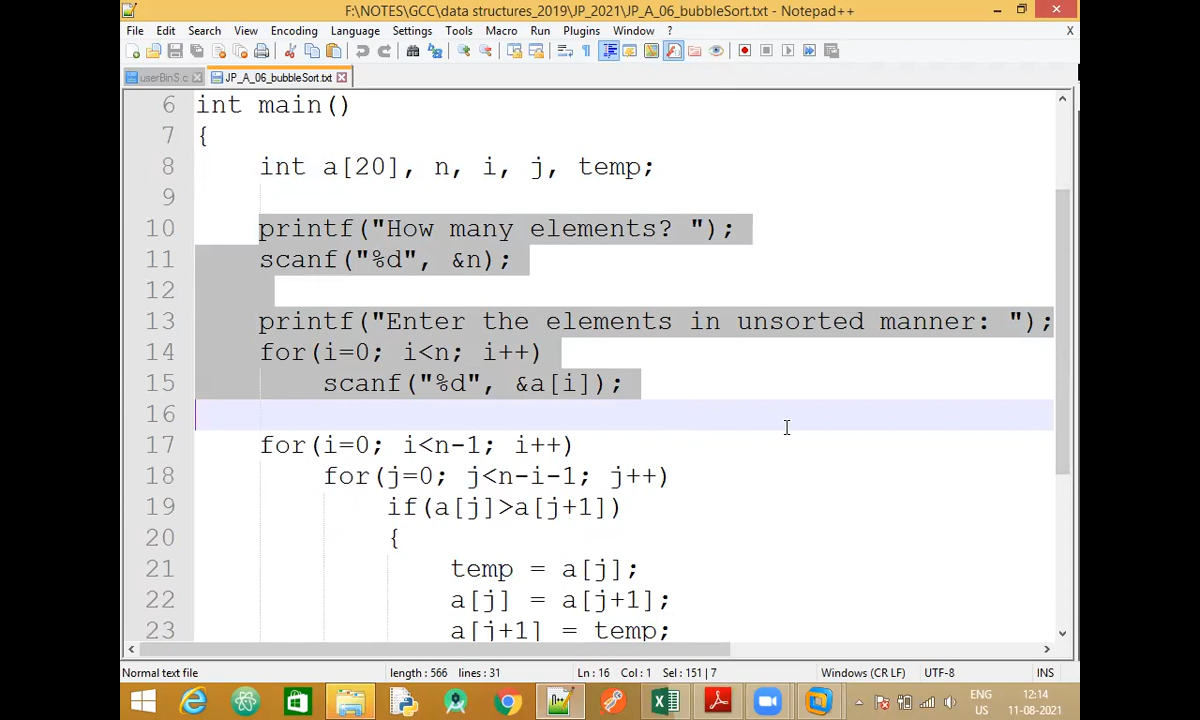 F:\NOTES\GCC\data structures_2019\JP_2021\JP_A_06_bubbleSort.txt - Notepad++
File Edit Search View Encoding Language Settings Tools Macro Run Plugins Window ? X
userBinS.c JP_A_06_bubbleSort.txt
6 int main()
7 {
8 int a[20], n, i, j, temp;
9
10 printf("How many elements? ");
11 scanf("%d", &n);
12
13 printf("Enter the elements in unsorted manner: ");
14 for(i=0; i<n; i++)
15 scanf("%d", &a[i]);
16
17 for(i=0; i<n-1; i++)
18 for(j=0; j<n-i-1; j++)
19 if(a[j]>a[j+1])
20 {
21 temp = a[j];
22 a[j] = a[j+1];
23 a[j+1] = temp;
Normal text file length : 566 lines : 31 Ln : 16 Col : 1 Sel : 151 | 7 Windows (CR LF) UTF-8 INS
ENG 12:14
US 11-08-2021